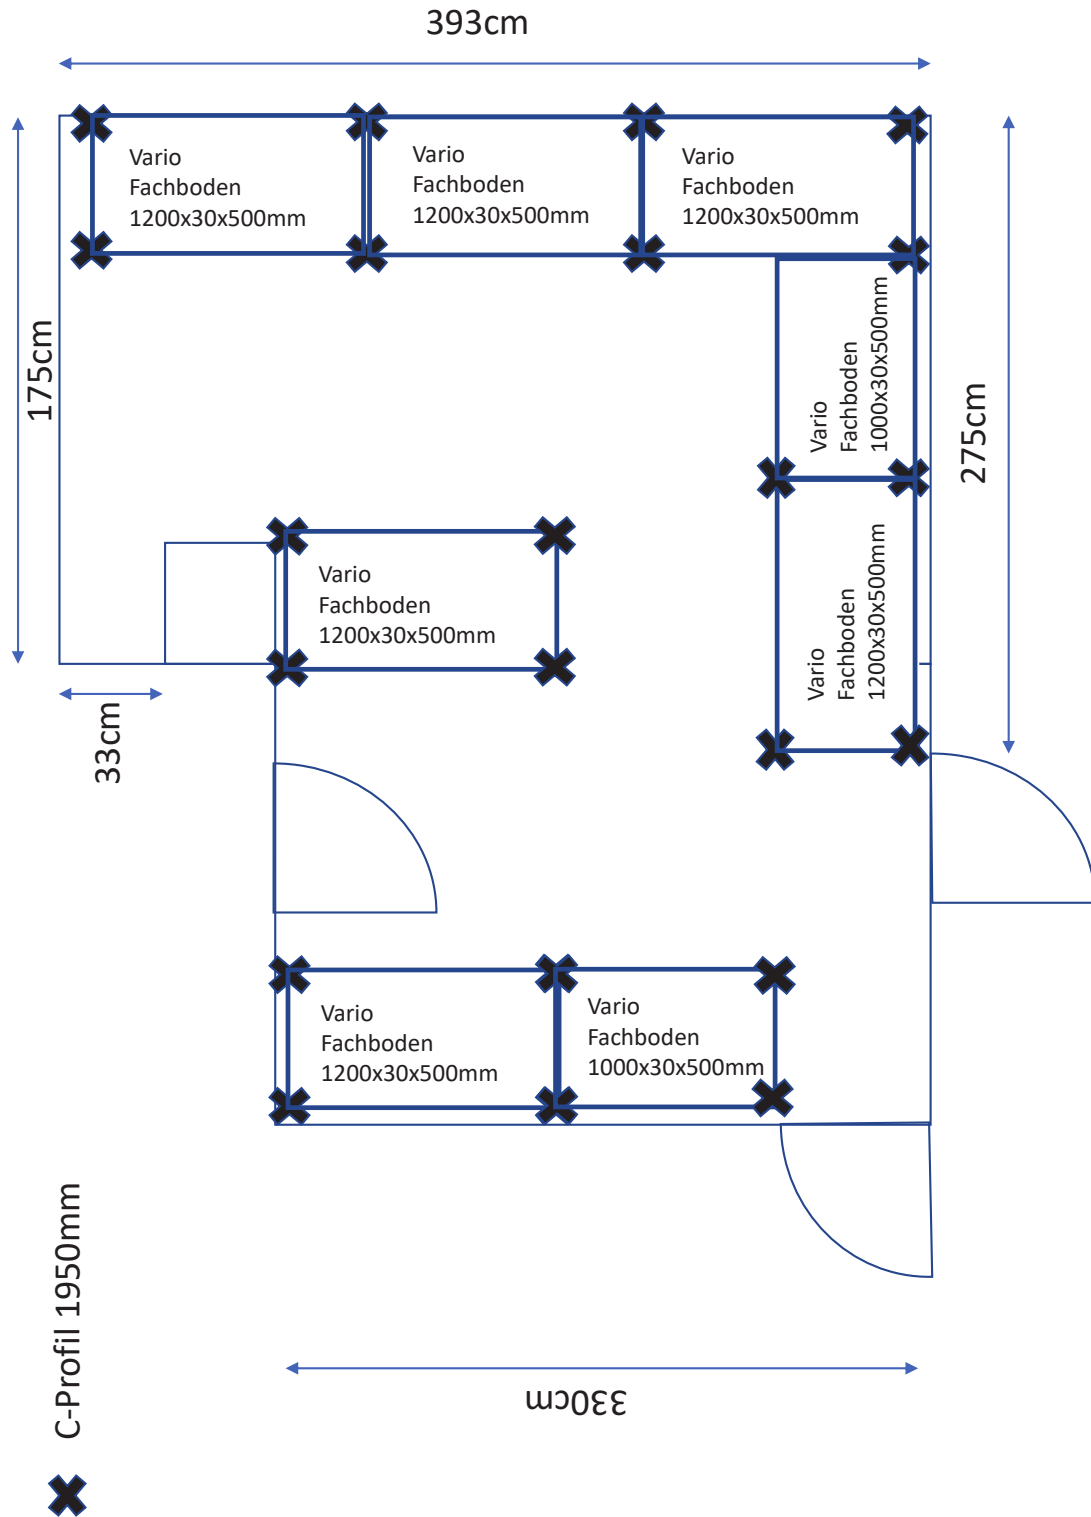 393cm
Vario
Fachboden
1200x30x500mm
Vario
Fachboden
1200x30x500mm
Vario
Fachboden
1200x30x500mm
175cm
Vario
Fachboden
1000x30x500mm
275cm
Vario
Fachboden
1200x30x500mm
Vario
Fachboden
1200x30x500mm
33cm
Vario
Fachboden
1200x30x500mm
Vario
Fachboden
1000x30x500mm
C-Profil 1950mm
330cm